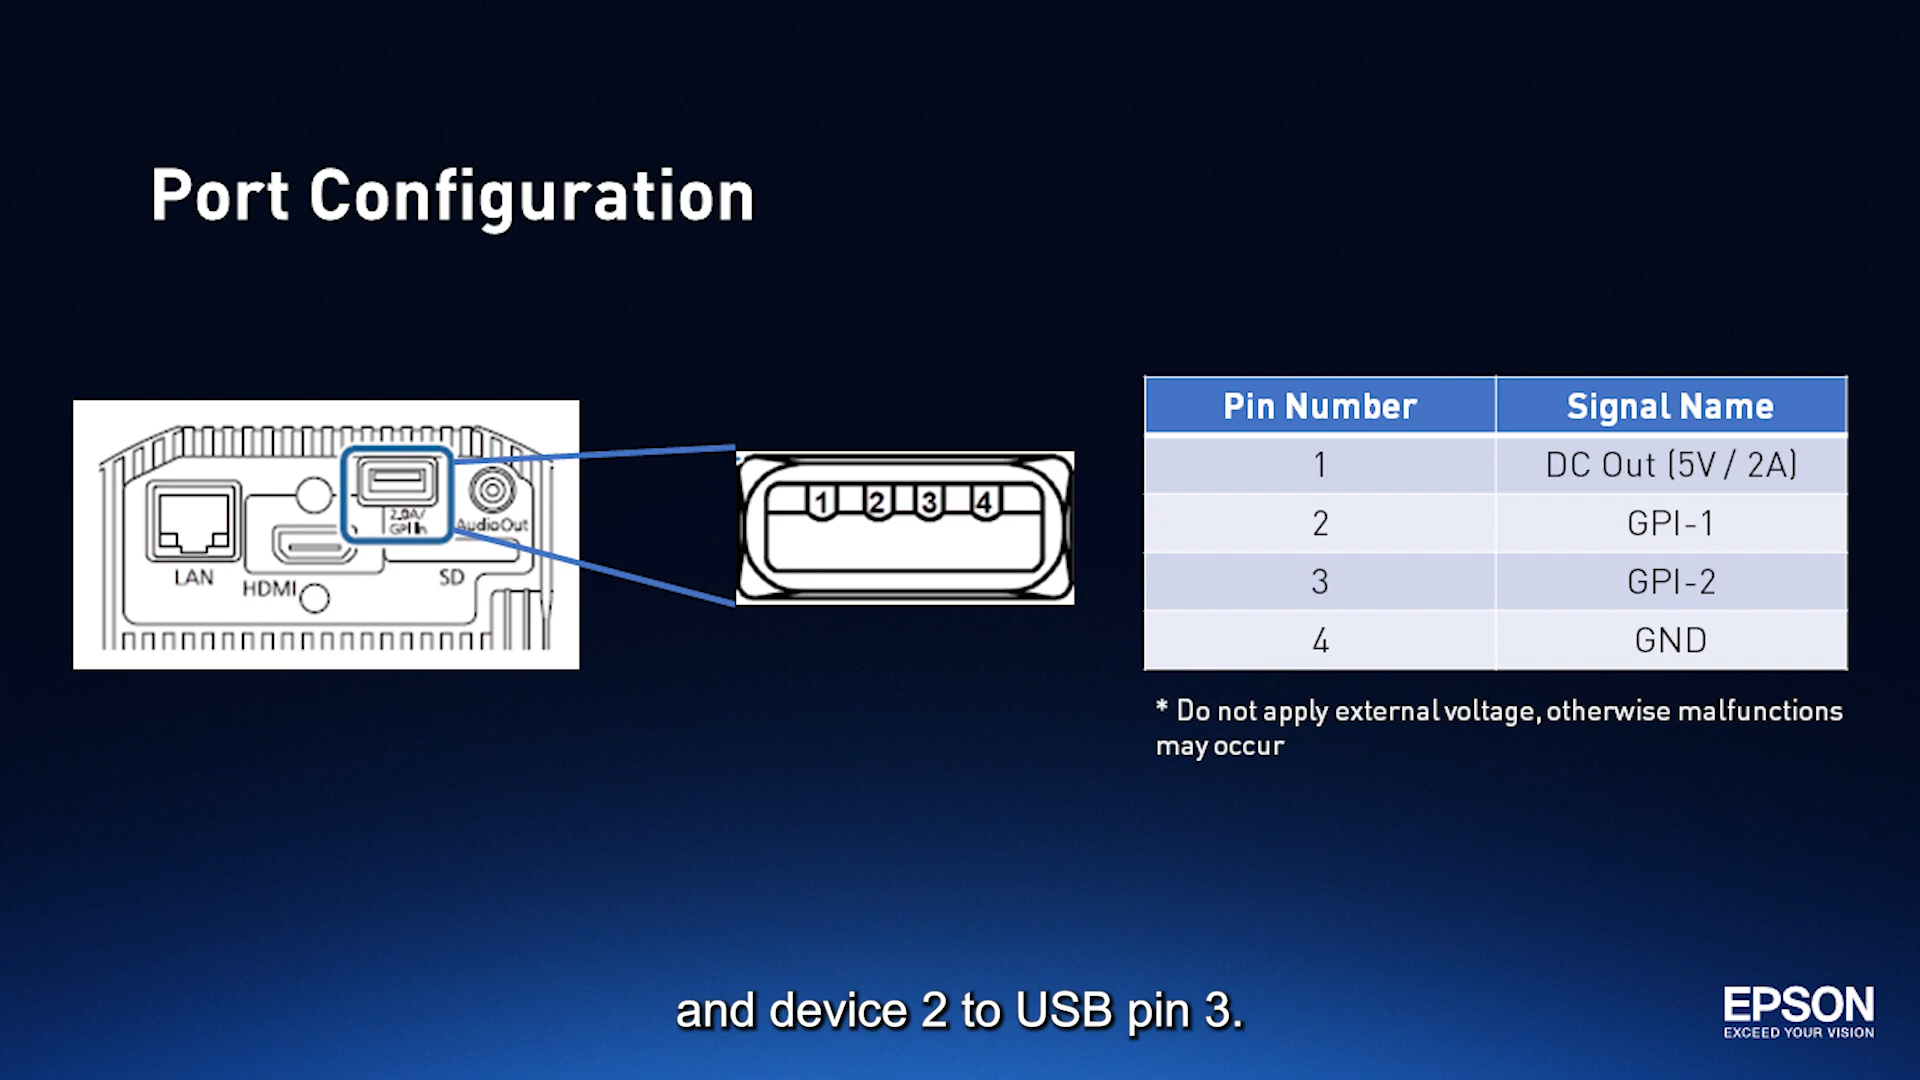 Port Configuration
2.0A/
GPI In
Audio Out
LAN
HDMI
SD
1 2 3 4
Pin Number Signal Name
1 DC Out (5V / 2A)
2 GPI-1
3 GPI-2
4 GND
* Do not apply external voltage, otherwise malfunctions
may occur
and device 2 to USB pin 3.
EPSON
EXCEED YOUR VISION